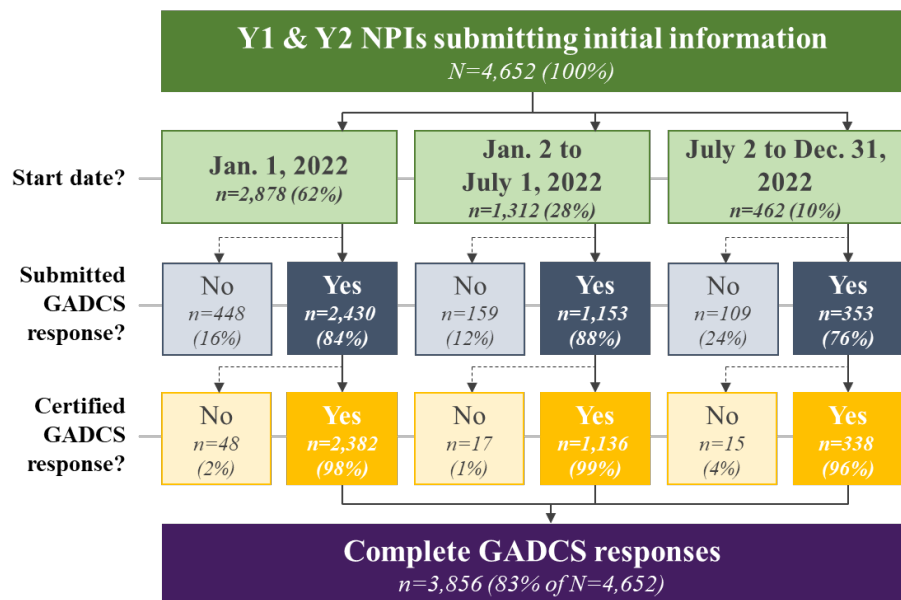 Y1 & Y2 NPIs submitting initial information
N=4,652 (100%)
Start date?
Jan. 1, 2022
n=2,878 (62%)
Jan. 2 to
July 1, 2022
n=1,312 (28%)
July 2 to Dec. 31,
2022
n=462 (10%)
Submitted
GADCS
response?
No
n=448
(16%)
Yes
n=2,430
(84%)
No
n=159
(12%)
Yes
n=1,153
(88%)
No
n=109
(24%)
Yes
n=353
(76%)
Certified
GADCS
response?
No
n=48
(2%)
Yes
n=2,382
(98%)
No
n=17
(1%)
Yes
n=1,136
(99%)
No
n=15
(4%)
Yes
n=338
(96%)
Complete GADCS responses
n=3,856 (83% of N=4,652)